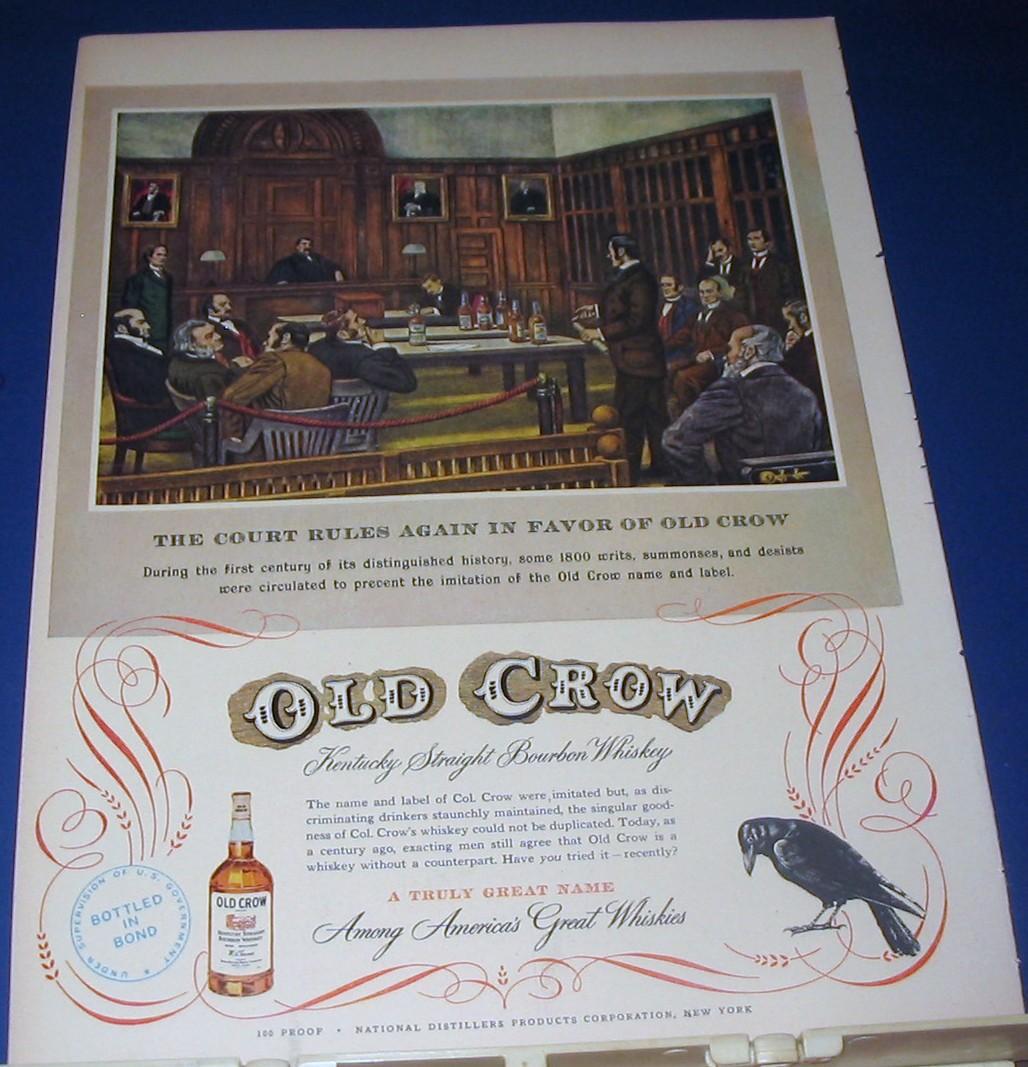 THE COURT RULES AGAIN IN FAVOR OF OLD CROW
During the first century of its distinguished history, some 1800 writs, summonses, and desists
were circulated to prevent the imitation of the Old Crow name and label.
OLD CROW
Kentucky Straight Bourbon Whiskey
The name and label of Col. Crow were imitated but, as dis-
criminating drinkers staunchly maintained, the singular good-
ness of Col. Crow's whiskey could not be duplicated. Today, as
a century ago, exacting men still agree that Old Crow is a
whiskey without a counterpart. Have you tried it—recently?
A TRULY GREAT NAME
Among America's Great Whiskies
UNDER SUPERVISION OF U.S. GOVERNMENT
BOTTLED
IN
BOND
OLD CROW
KENTUCKY STRAIGHT
BOURBON WHISKEY
100 PROOF • NATIONAL DISTILLERS PRODUCTS CORPORATION, NEW YORK